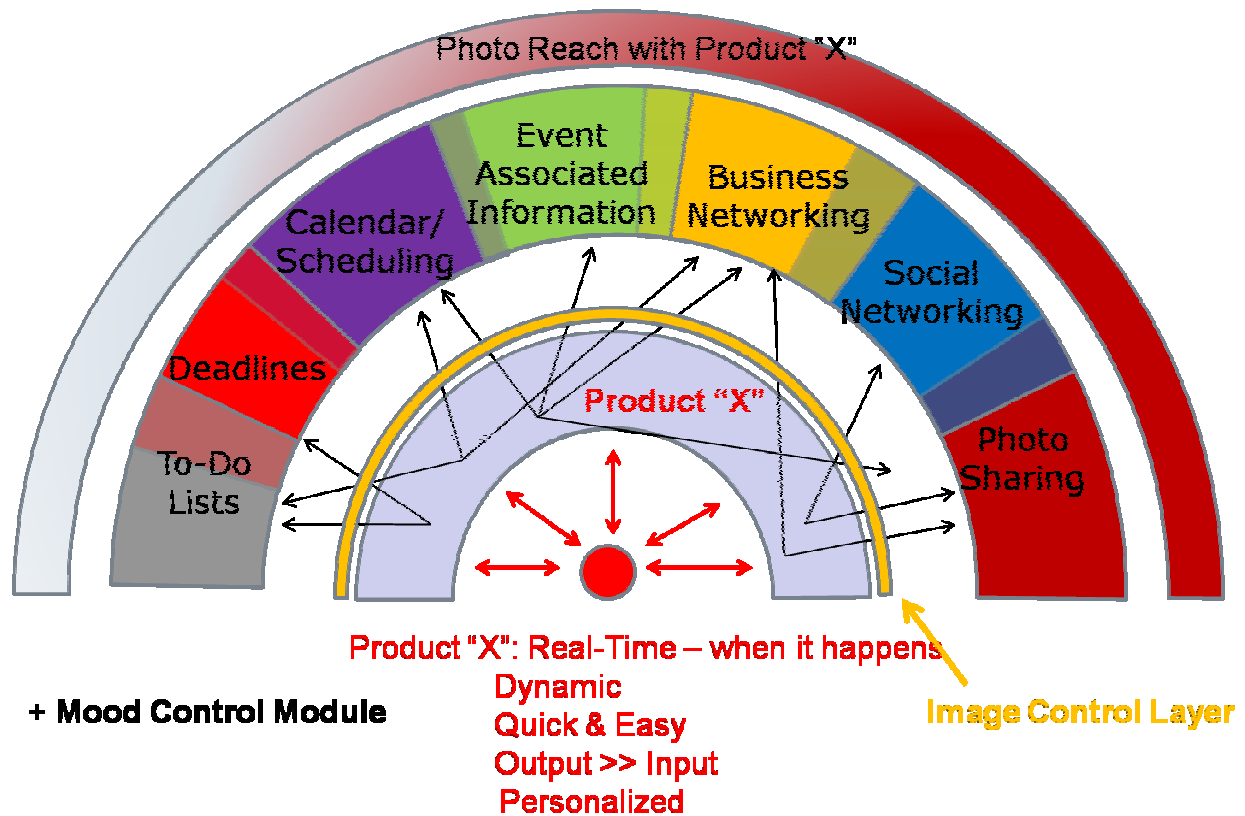 Photo Reach with Product “X”
Event
Associated
Information
Business
Networking
Calendar/
Scheduling
Social
Networking
Deadlines
Product “X”
Photo
Sharing
To-Do
Lists
Product “X”: Real-Time – when it happens
Dynamic
+ Mood Control Module
Image Control Layer
Quick & Easy
Output >> Input
Personalized